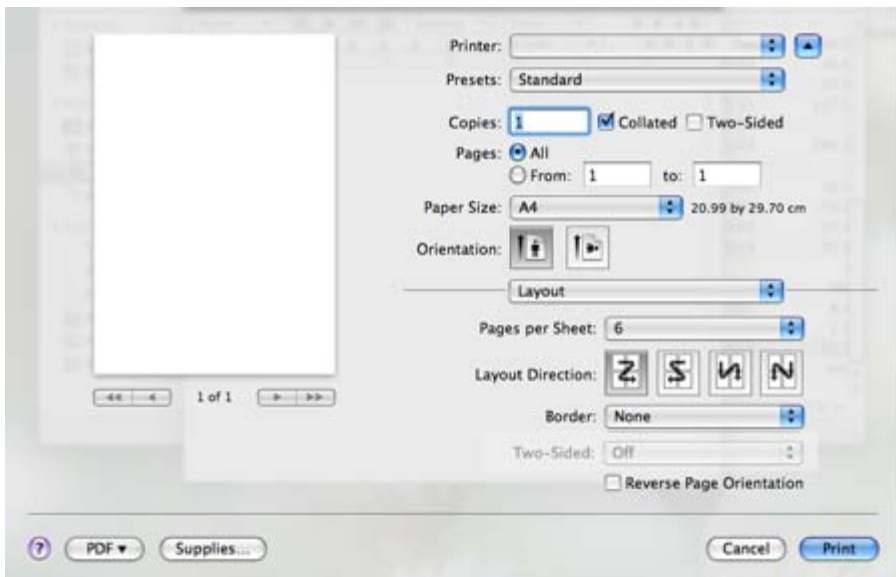 Printer:
Presets: Standard
Copies: 1 Collated Two-Sided
Pages: All
From: 1 to: 1
Paper Size: A4 20.99 by 29.70 cm
Orientation:
Layout
Pages per Sheet: 6
Layout Direction:
1 of 1
Border: None
Two-Sided: Off
Reverse Page Orientation
? PDF Supplies... Cancel Print